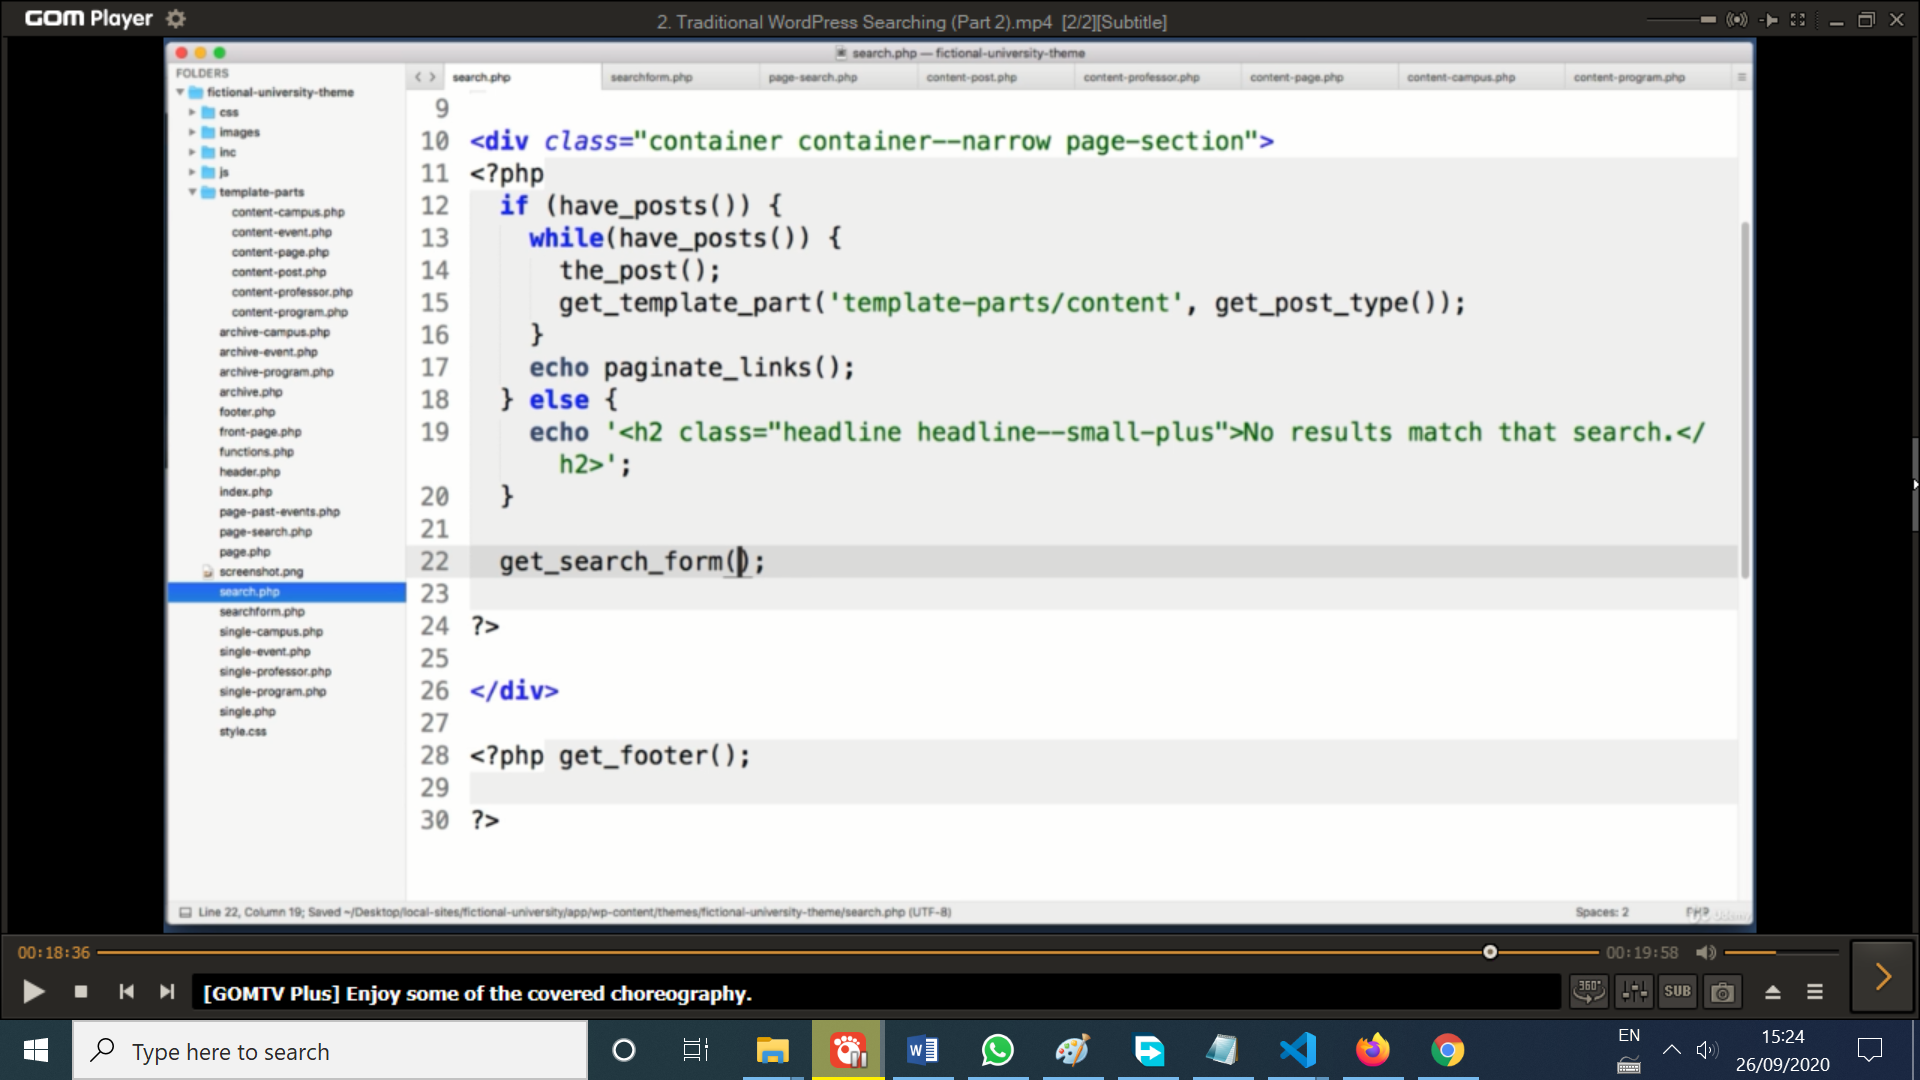 GOM Player
2. Traditional WordPress Searching (Part 2).mp4 [2/2][Subtitle]
search.php — fictional-university-theme
FOLDERS
fictional-university-theme
css
images
inc
js
template-parts
content-campus.php
content-event.php
content-page.php
content-post.php
content-professor.php
content-program.php
archive-campus.php
archive-event.php
archive-program.php
archive.php
footer.php
front-page.php
functions.php
header.php
index.php
page-past-events.php
page-search.php
page.php
screenshot.png
search.php
searchform.php
single-campus.php
single-event.php
single-professor.php
single-program.php
single.php
style.css
search.php searchform.php page-search.php content-post.php content-professor.php content-page.php content-campus.php content-program.php
9
10 <div class="container container--narrow page-section">
11 <?php
12 if (have_posts()) {
13 while(have_posts()) {
14 the_post();
15 get_template_part('template-parts/content', get_post_type());
16 }
17 echo paginate_links();
18 } else {
19 echo '<h2 class="headline headline--small-plus">No results match that search.</
h2>';
20 }
21
22 get_search_form();
23
24 ?>
25
26 </div>
27
28 <?php get_footer();
29
30 ?>
Line 22, Column 19; Saved ~/Desktop/local-sites/fictional-university/app/wp-content/themes/fictional-university-theme/search.php (UTF-8)
Spaces: 2 PHP
Udemy
00:18:36 00:19:58
[GOMTV Plus] Enjoy some of the covered choreography.
360°
SUB
Type here to search
EN
15:24
26/09/2020